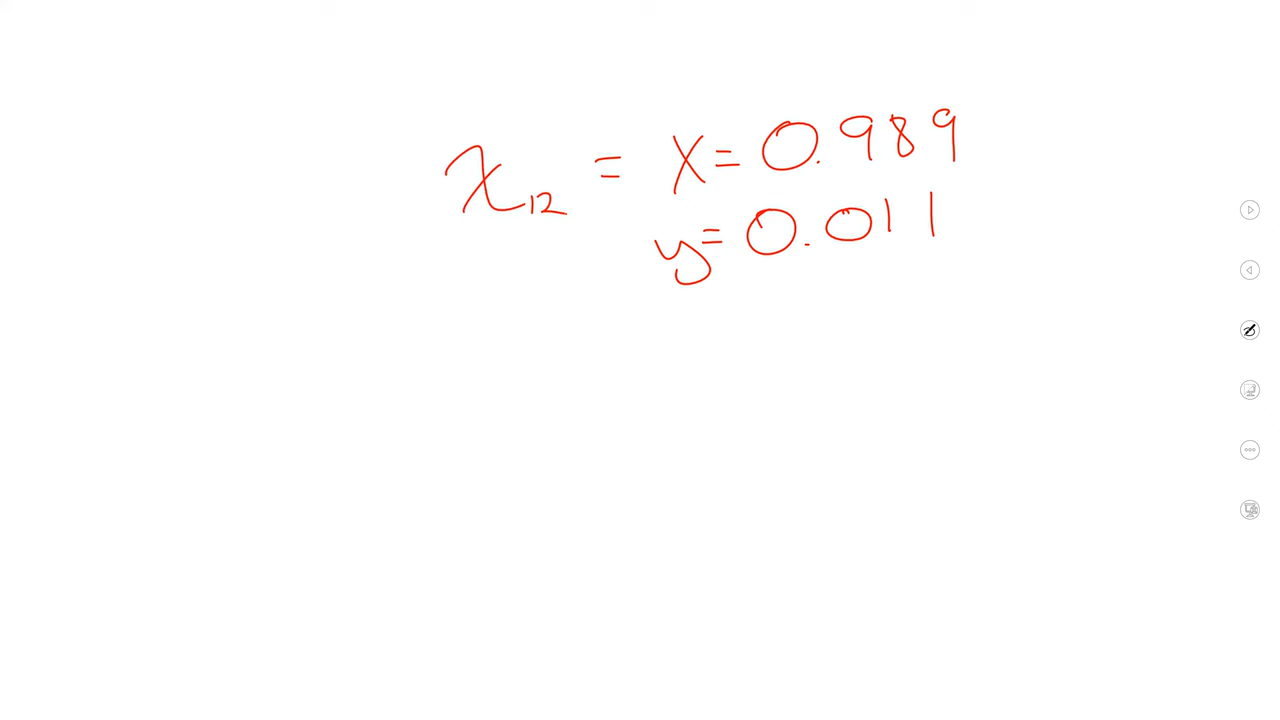 x₁₂ = x = 0.989
y = 0.011